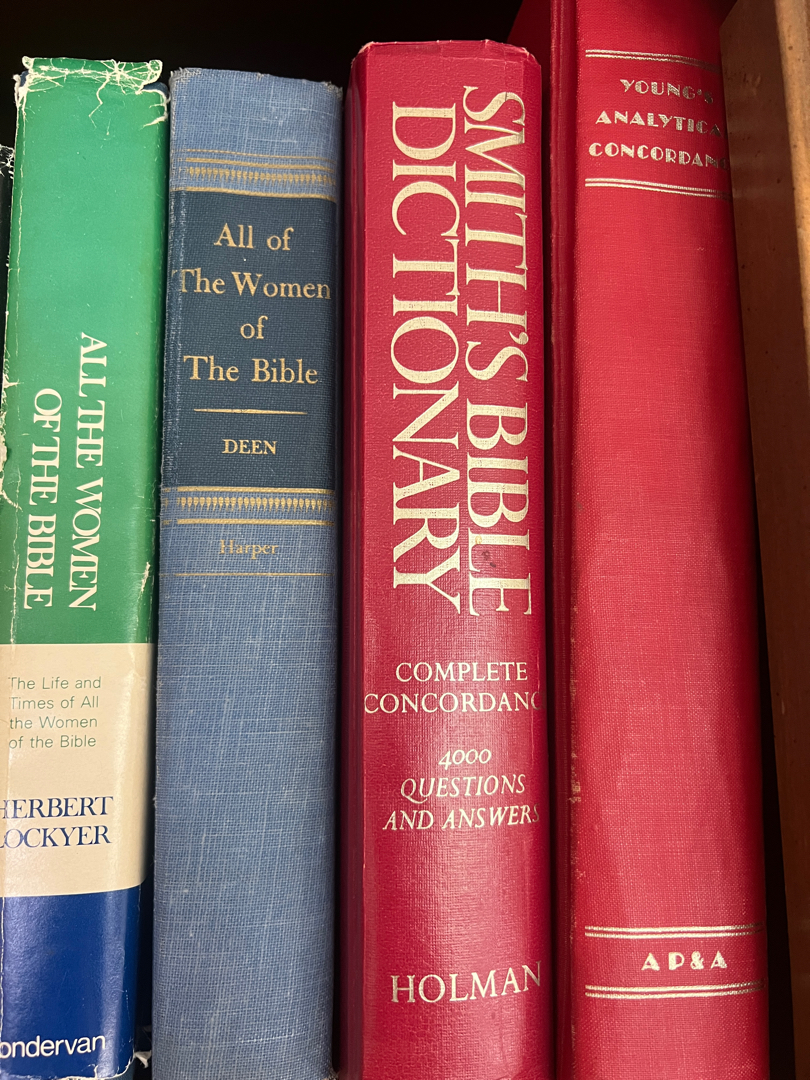 ALL THE WOMEN
OF THE BIBLE
The Life and
Times of All
the Women
of the Bible
HERBERT
LOCKYER
ondervan
All of
The Women
of
The Bible
DEEN
Harper
SMITH'S BIBLE
DICTIONARY
COMPLETE
CONCORDANC
4000
QUESTIONS
AND ANSWERS
HOLMAN
YOUNG'S
ANALYTICA
CONCORDAN
AP&A